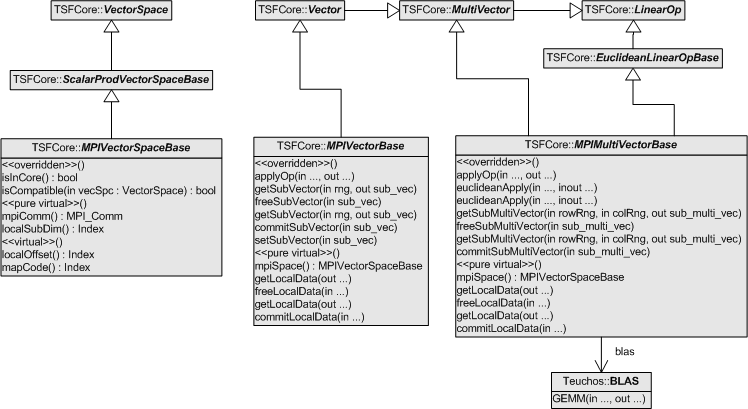 TSFCore::VectorSpace
TSFCore::Vector
TSFCore::MultiVector
TSFCore::LinearOp
TSFCore::EuclideanLinearOpBase
TSFCore::ScalarProdVectorSpaceBase
TSFCore::MPIVectorSpaceBase
<<overridden>>()
isInCore() : bool
isCompatible(in vecSpc : VectorSpace) : bool
<<pure virtual>>()
mpiComm() : MPI_Comm
localSubDim() : Index
<<virtual>>()
localOffset() : Index
mapCode() : Index
TSFCore::MPIVectorBase
<<overridden>>()
applyOp(in ..., out ...)
getSubVector(in rng, out sub_vec)
freeSubVector(in sub_vec)
getSubVector(in rng, out sub_vec)
commitSubVector(in sub_vec)
setSubVector(in sub_vec)
<<pure virtual>>()
mpiSpace() : MPIVectorSpaceBase
getLocalData(out ...)
freeLocalData(in ...)
getLocalData(out ...)
commitLocalData(in ...)
TSFCore::MPIMultiVectorBase
<<overridden>>()
applyOp(in ..., out ...)
euclideanApply(in ..., inout ...)
euclideanApply(in ..., inout ...)
getSubMultiVector(in rowRng, in colRng, out sub_multi_vec)
freeSubMultiVector(in sub_multi_vec)
getSubMultiVector(in rowRng, in colRng, out sub_multi_vec)
commitSubMultiVector(in sub_multi_vec)
<<pure virtual>>()
mpiSpace() : MPIVectorSpaceBase
getLocalData(out ...)
freeLocalData(in ...)
getLocalData(out ...)
commitLocalData(in ...)
blas
Teuchos::BLAS
GEMM(in ..., out ...)